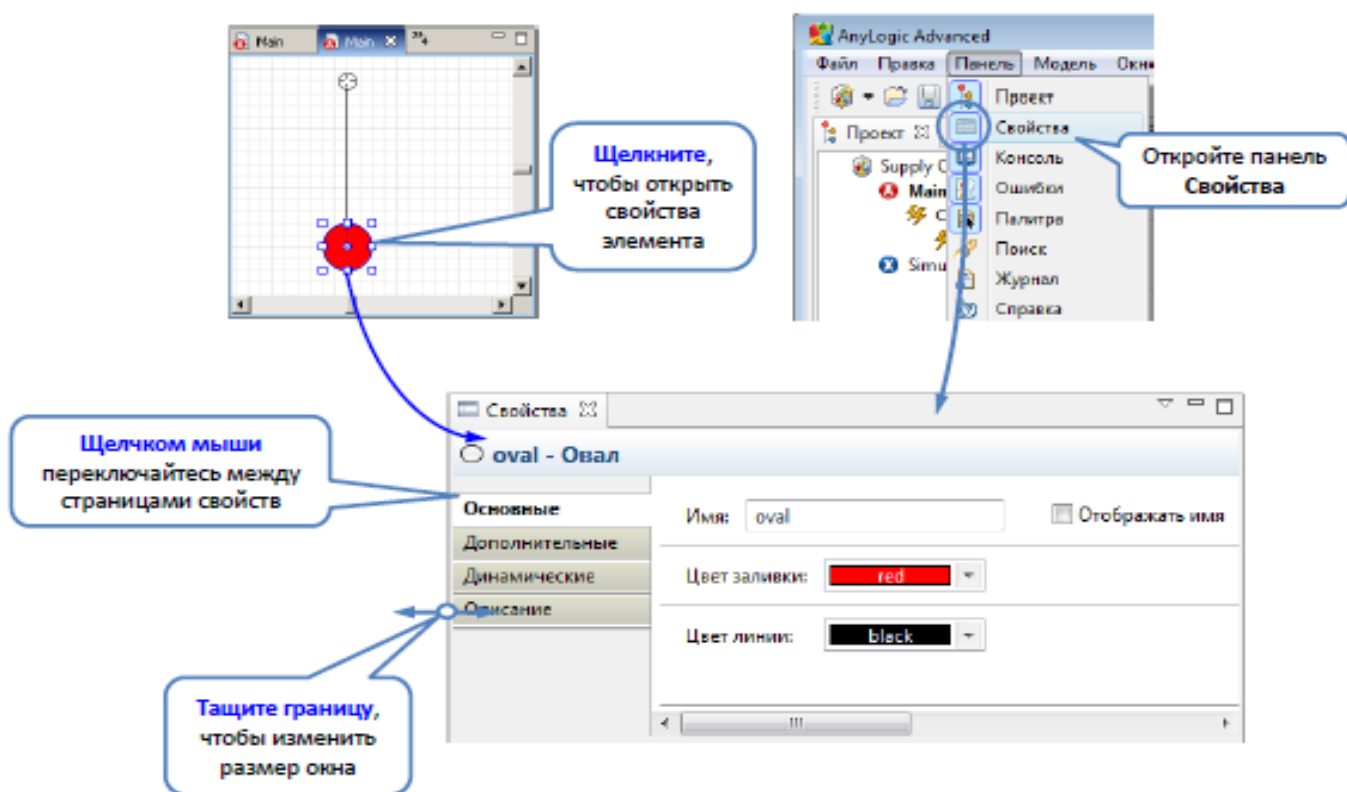 Main
Main
AnyLogic Advanced
Файл Правка Панель Модель Окн
Проект
Свойства
Консоль
Ошибки
Палитра
Поиск
Журнал
Справка
Проект
Supply
Main
Simu
Щелкните,
чтобы открыть
свойства
элемента
Откройте панель
Свойства
Щелчком мыши
переключайтесь между
страницами свойств
Свойства
oval - Овал
Основные
Дополнительные
Динамические
Описание
Имя: oval
Отображать имя
Цвет заливки: red
Цвет линии: black
Тащите границу,
чтобы изменить
размер окна